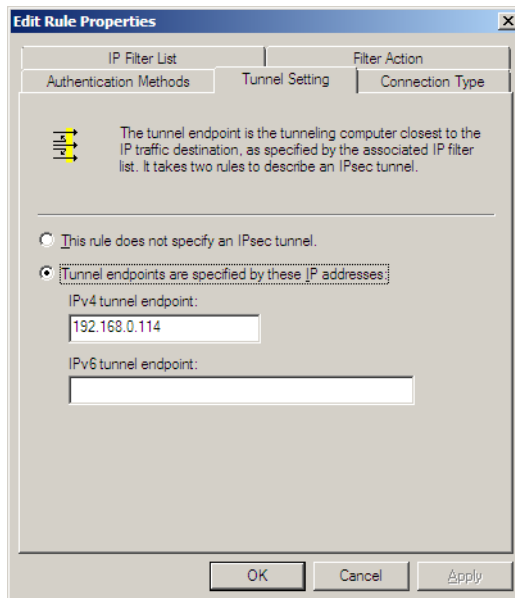 Edit Rule Properties
IP Filter List
Filter Action
Authentication Methods
Tunnel Setting
Connection Type
The tunnel endpoint is the tunneling computer closest to the
IP traffic destination, as specified by the associated IP filter
list. It takes two rules to describe an IPsec tunnel.
This rule does not specify an IPsec tunnel.
Tunnel endpoints are specified by these IP addresses:
IPv4 tunnel endpoint:
192.168.0.114
IPv6 tunnel endpoint:
OK
Cancel
Apply